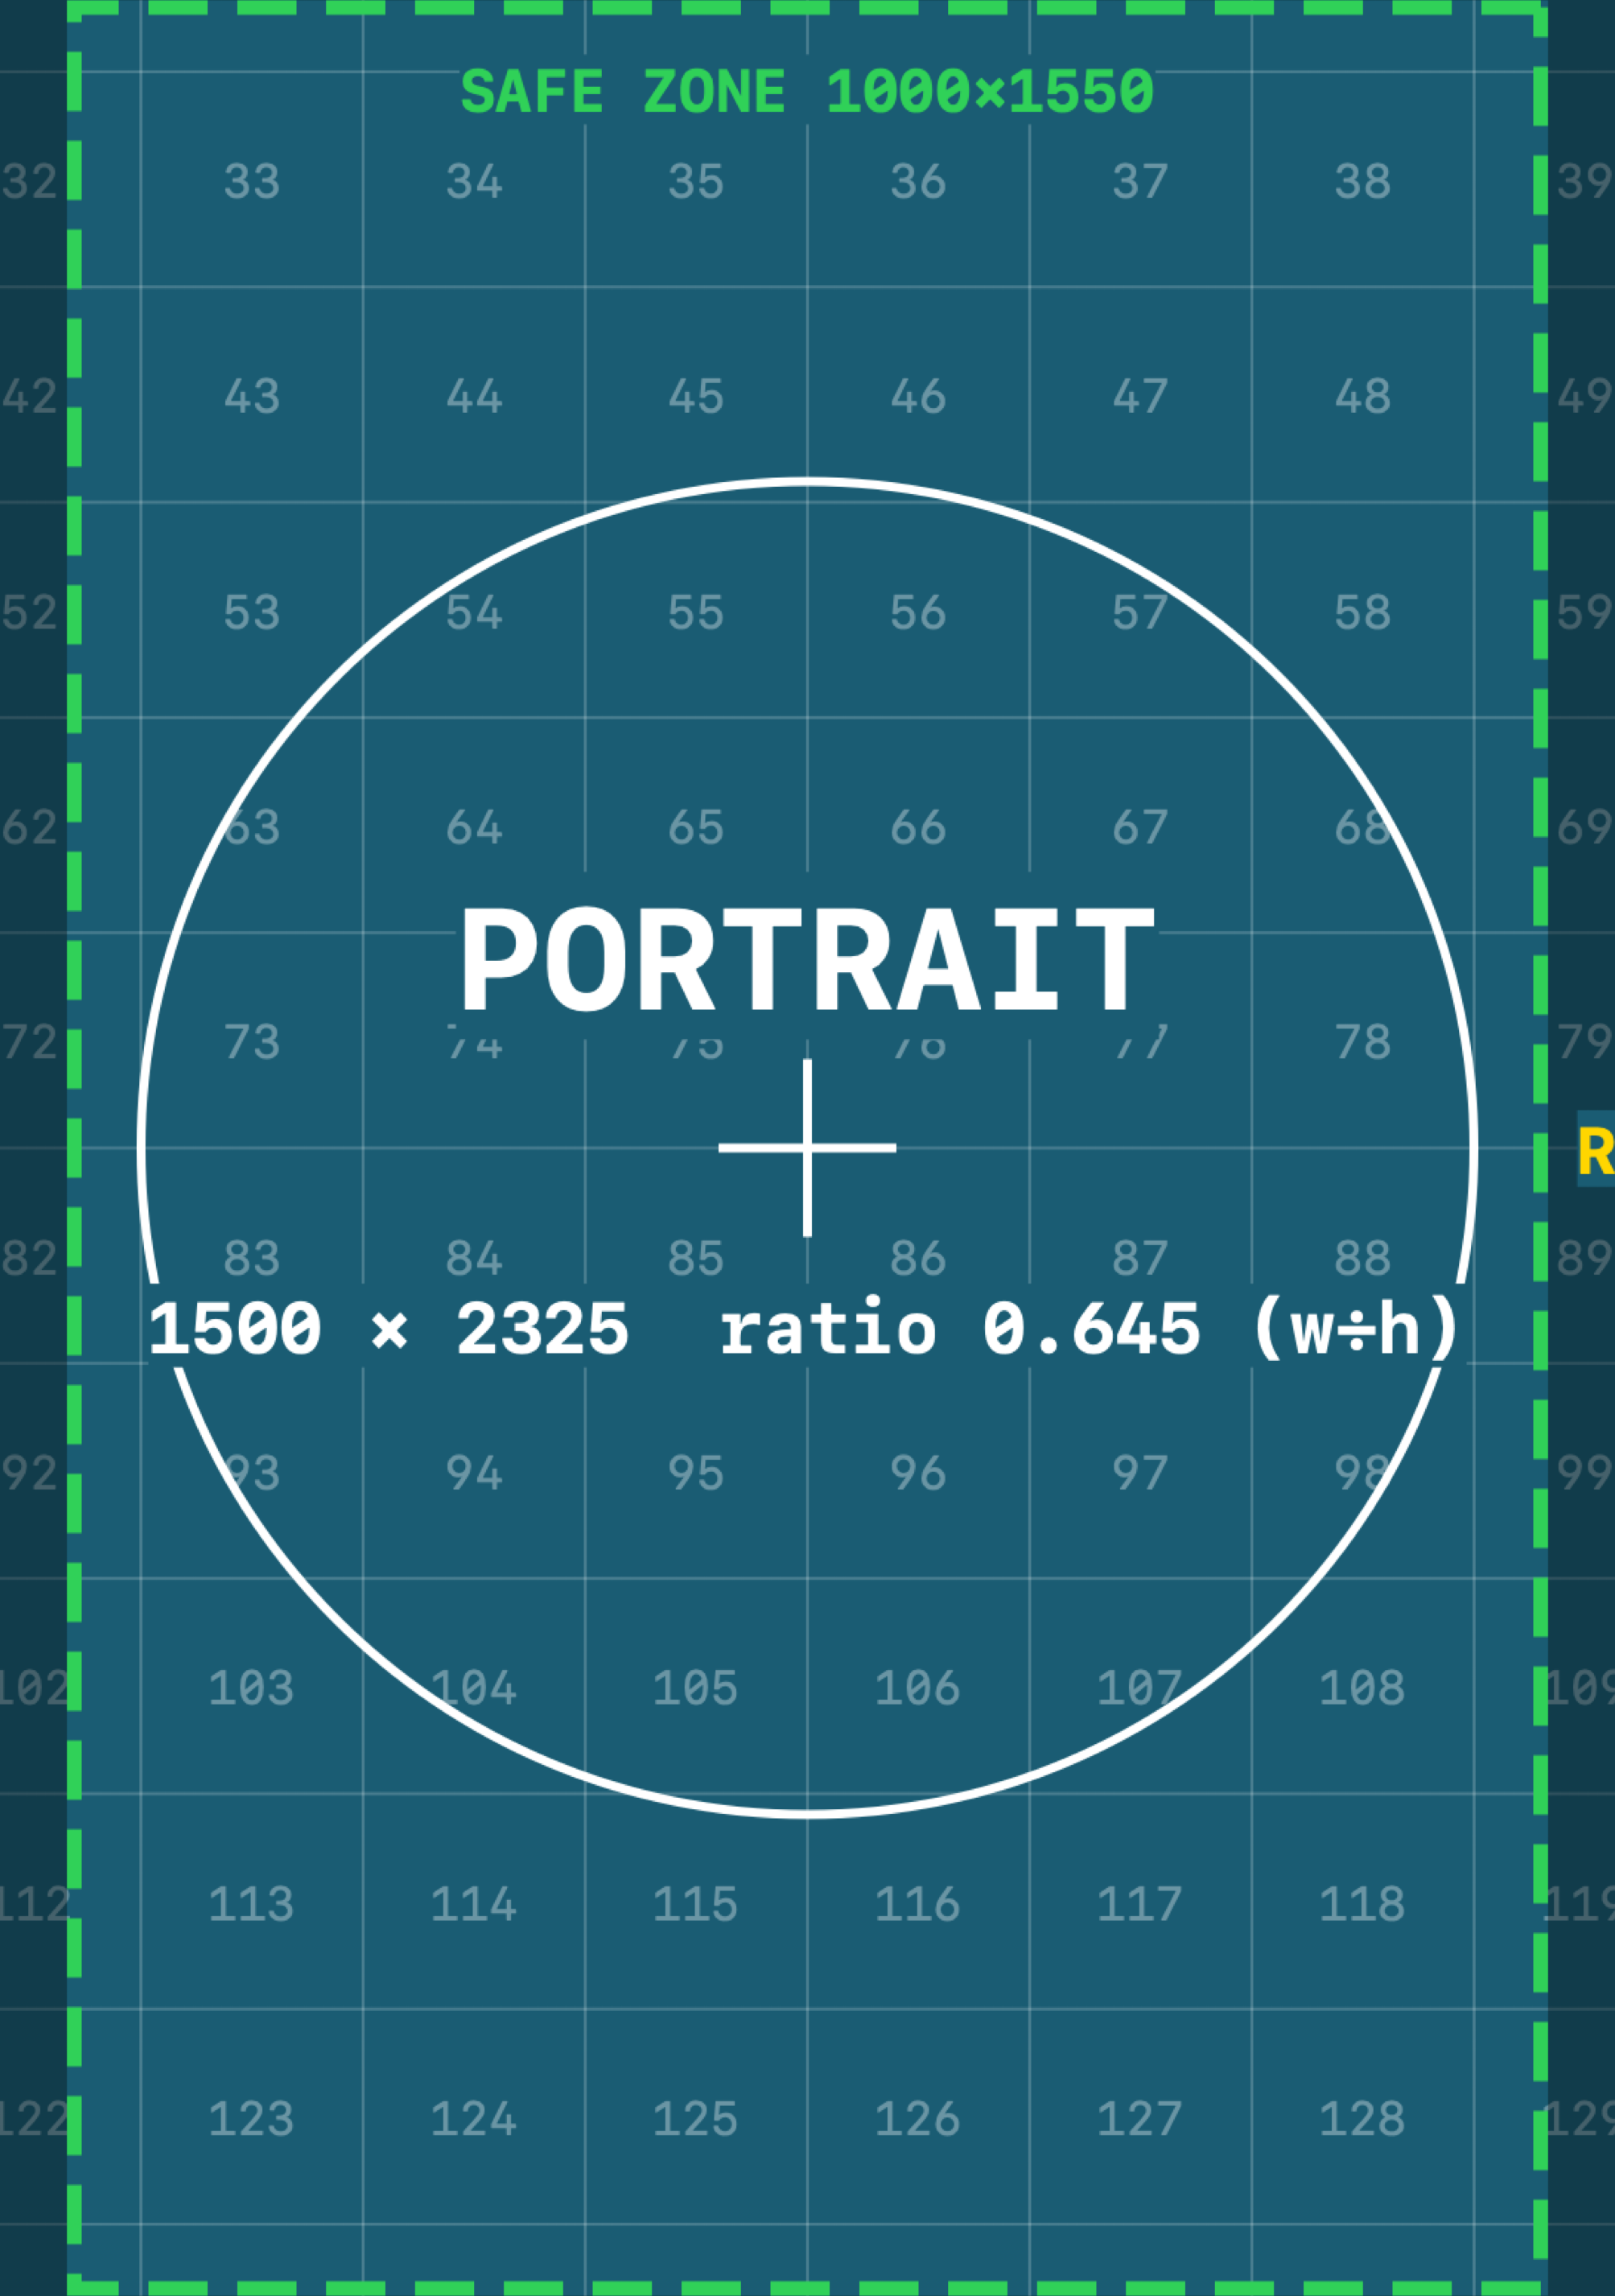 SAFE ZONE 1000×1550
32 33 34 35 36 37 38 39
42 43 44 45 46 47 48 49
52 53 54 55 56 57 58 59
62 63 64 65 66 67 68 69
PORTRAIT
72 73 74 75 76 77 78 79
R
82 83 84 85 86 87 88 89
1500 × 2325 ratio 0.645 (w÷h)
92 93 94 95 96 97 98 99
102 103 104 105 106 107 108 109
112 113 114 115 116 117 118 119
122 123 124 125 126 127 128 129